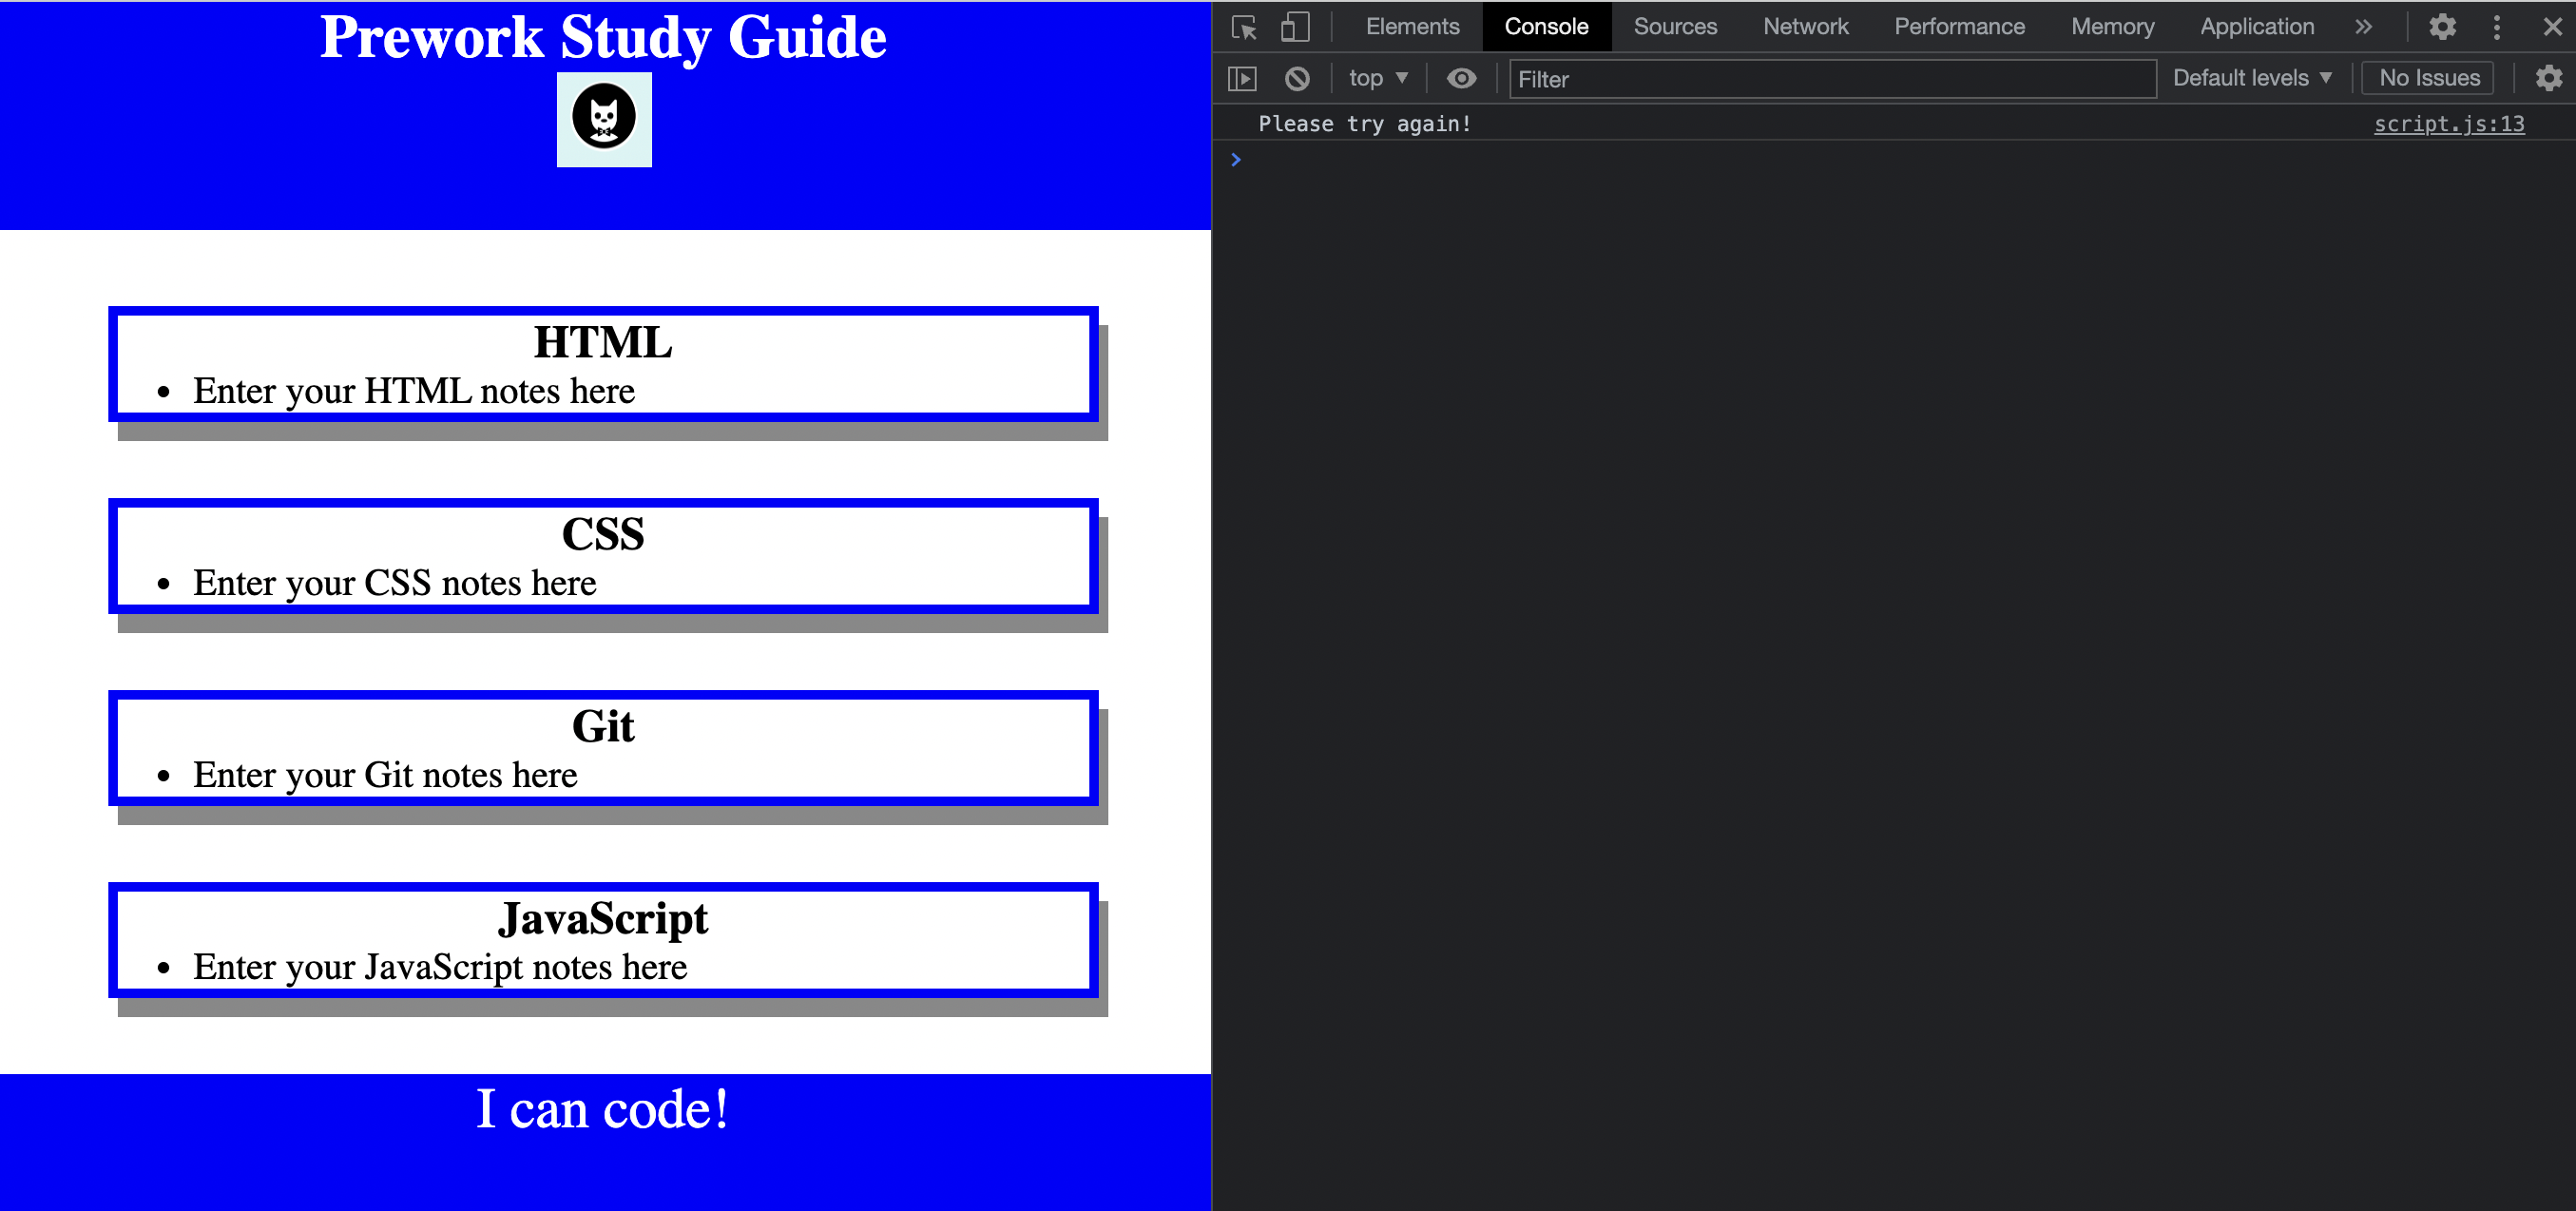 Prework Study Guide
HTML
• Enter your HTML notes here
CSS
• Enter your CSS notes here
Git
• Enter your Git notes here
JavaScript
• Enter your JavaScript notes here
I can code!
Elements Console Sources Network Performance Memory Application
top Filter Default levels No Issues
Please try again! script.js:13